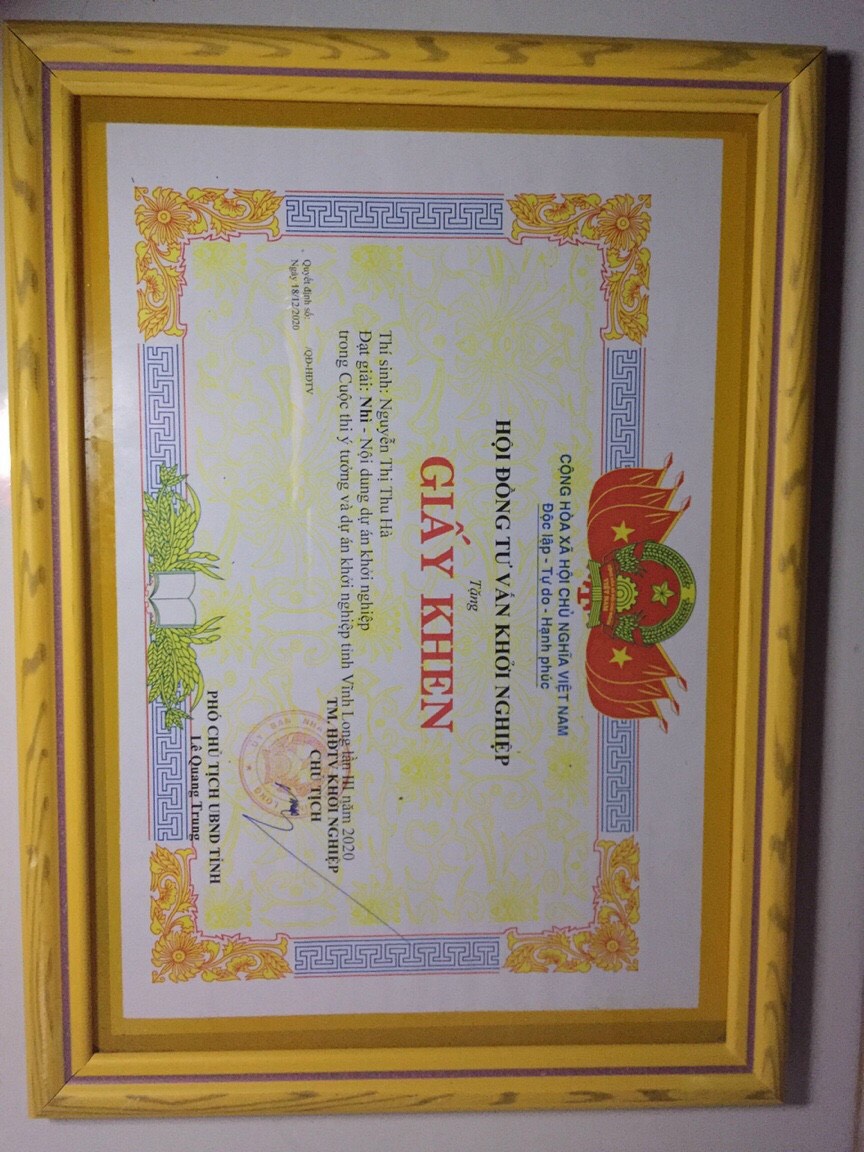 CỘNG HÒA XÃ HỘI CHỦ NGHĨA VIỆT NAM
Độc lập - Tự do - Hạnh phúc
HỘI ĐỒNG TƯ VẤN KHỞI NGHIỆP
Tặng
GIẤY KHEN
Thí sinh: Nguyễn Thị Thu Hà
Đạt giải: Nhì - Nội dung dự án khởi nghiệp
trong Cuộc thi ý tưởng và dự án khởi nghiệp tỉnh Vĩnh Long lần III năm 2020
Quyết định số: /QĐ-HĐTV
Ngày 18/12/2020
TM. HĐTV KHỞI NGHIỆP
CHỦ TỊCH
PHÓ CHỦ TỊCH UBND TỈNH
Lê Quang Trung